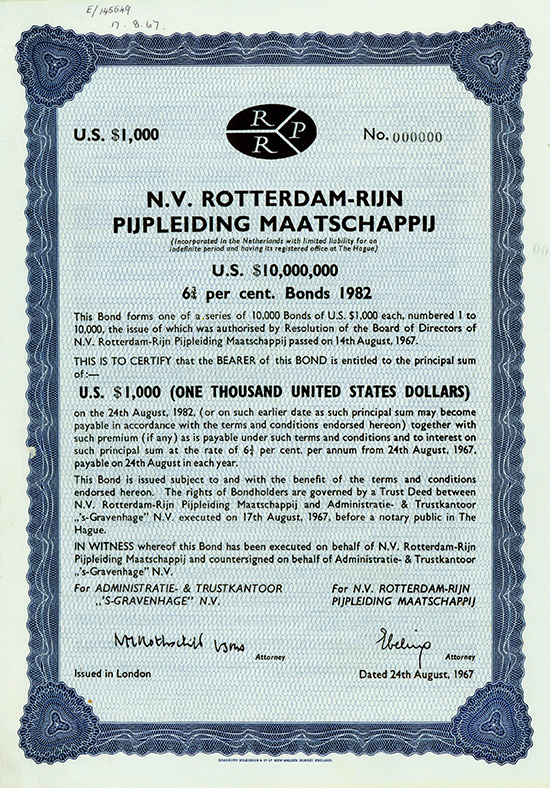 E/145549
17. 8. 67.
U.S. $1,000
R
R P
No. 000000
N.V. ROTTERDAM-RIJN
PIJPLEIDING MAATSCHAPPIJ
(Incorporated in the Netherlands with limited liability for an
indefinite period and having its registered office at The Hague)
U.S. $10,000,000
6¾ per cent. Bonds 1982
This Bond forms one of a series of 10,000 Bonds of U.S. $1,000 each, numbered 1 to
10,000, the issue of which was authorised by Resolution of the Board of Directors of
N.V. Rotterdam-Rijn Pijpleiding Maatschappij passed on 14th August, 1967.
THIS IS TO CERTIFY that the BEARER of this BOND is entitled to the principal sum
of:—
U.S. $1,000 (ONE THOUSAND UNITED STATES DOLLARS)
on the 24th August, 1982, (or on such earlier date as such principal sum may become
payable in accordance with the terms and conditions endorsed hereon) together with
such premium (if any) as is payable under such terms and conditions and to interest on
such principal sum at the rate of 6¾ per cent. per annum from 24th August, 1967,
payable on 24th August in each year.
This Bond is issued subject to and with the benefit of the terms and conditions
endorsed hereon. The rights of Bondholders are governed by a Trust Deed between
N.V. Rotterdam-Rijn Pijpleiding Maatschappij and Administratie- & Trustkantoor
„'s-Gravenhage” N.V. executed on 17th August, 1967, before a notary public in The
Hague.
IN WITNESS whereof this Bond has been executed on behalf of N.V. Rotterdam-Rijn
Pijpleiding Maatschappij and countersigned on behalf of Administratie- & Trustkantoor
„'s-Gravenhage” N.V.
For ADMINISTRATIE- & TRUSTKANTOOR
„'S-GRAVENHAGE” N.V.
For N.V. ROTTERDAM-RIJN
PIJPLEIDING MAATSCHAPPIJ
NMRothschild & Sons
Attorney
Attorney
Issued in London
Dated 24th August, 1967
BRADBURY WILKINSON & Co Ld NEW MALDEN SURREY, ENGLAND.